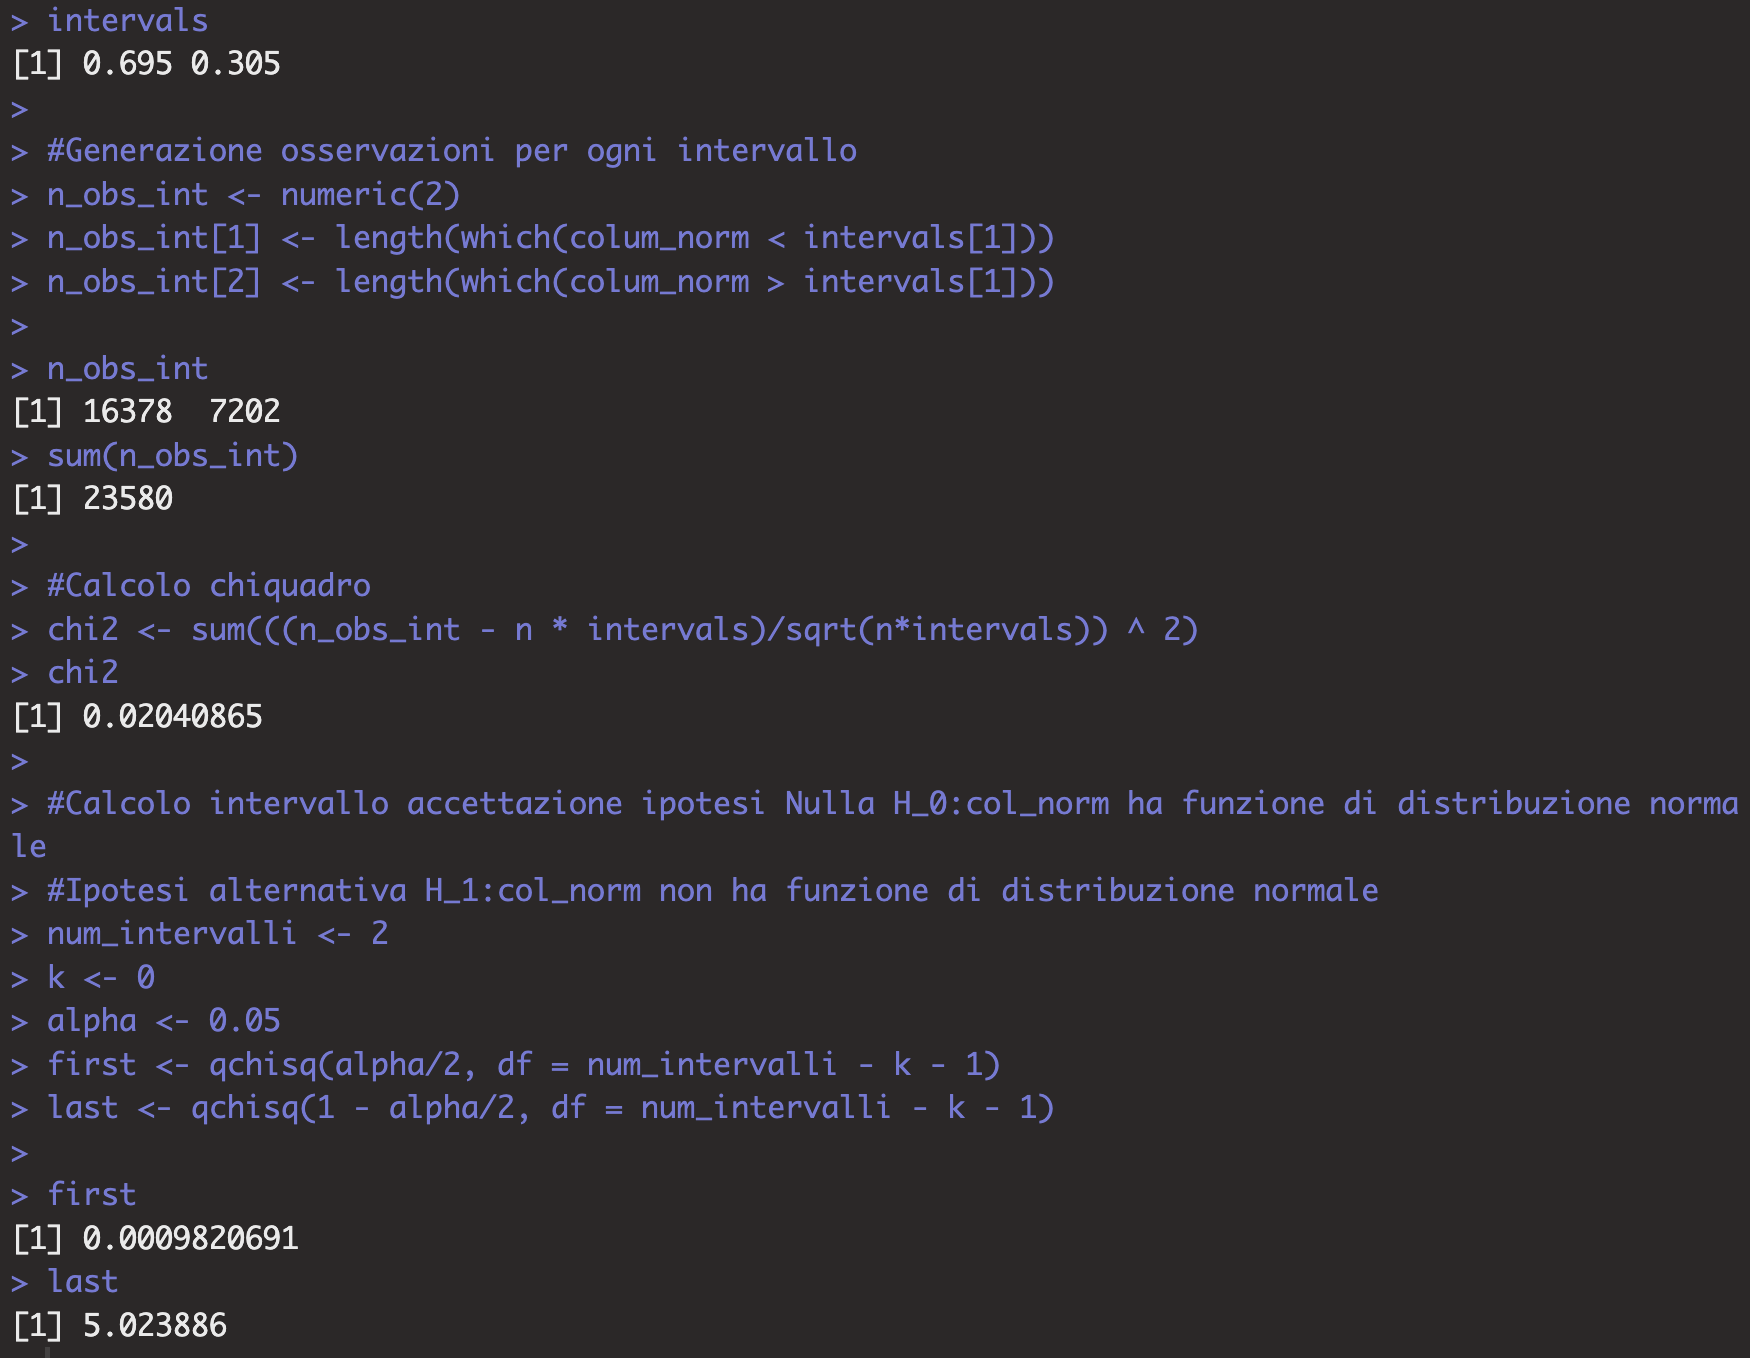 > intervals
[1] 0.695 0.305
>
> #Generazione osservazioni per ogni intervallo
> n_obs_int <- numeric(2)
> n_obs_int[1] <- length(which(colum_norm < intervals[1]))
> n_obs_int[2] <- length(which(colum_norm > intervals[1]))
>
> n_obs_int
[1] 16378  7202
> sum(n_obs_int)
[1] 23580
>
> #Calcolo chiquadro
> chi2 <- sum(((n_obs_int - n * intervals)/sqrt(n*intervals)) ^ 2)
> chi2
[1] 0.02040865
>
> #Calcolo intervallo accettazione ipotesi Nulla H_0:col_norm ha funzione di distribuzione norma
le
> #Ipotesi alternativa H_1:col_norm non ha funzione di distribuzione normale
> num_intervalli <- 2
> k <- 0
> alpha <- 0.05
> first <- qchisq(alpha/2, df = num_intervalli - k - 1)
> last <- qchisq(1 - alpha/2, df = num_intervalli - k - 1)
>
> first
[1] 0.0009820691
> last
[1] 5.023886